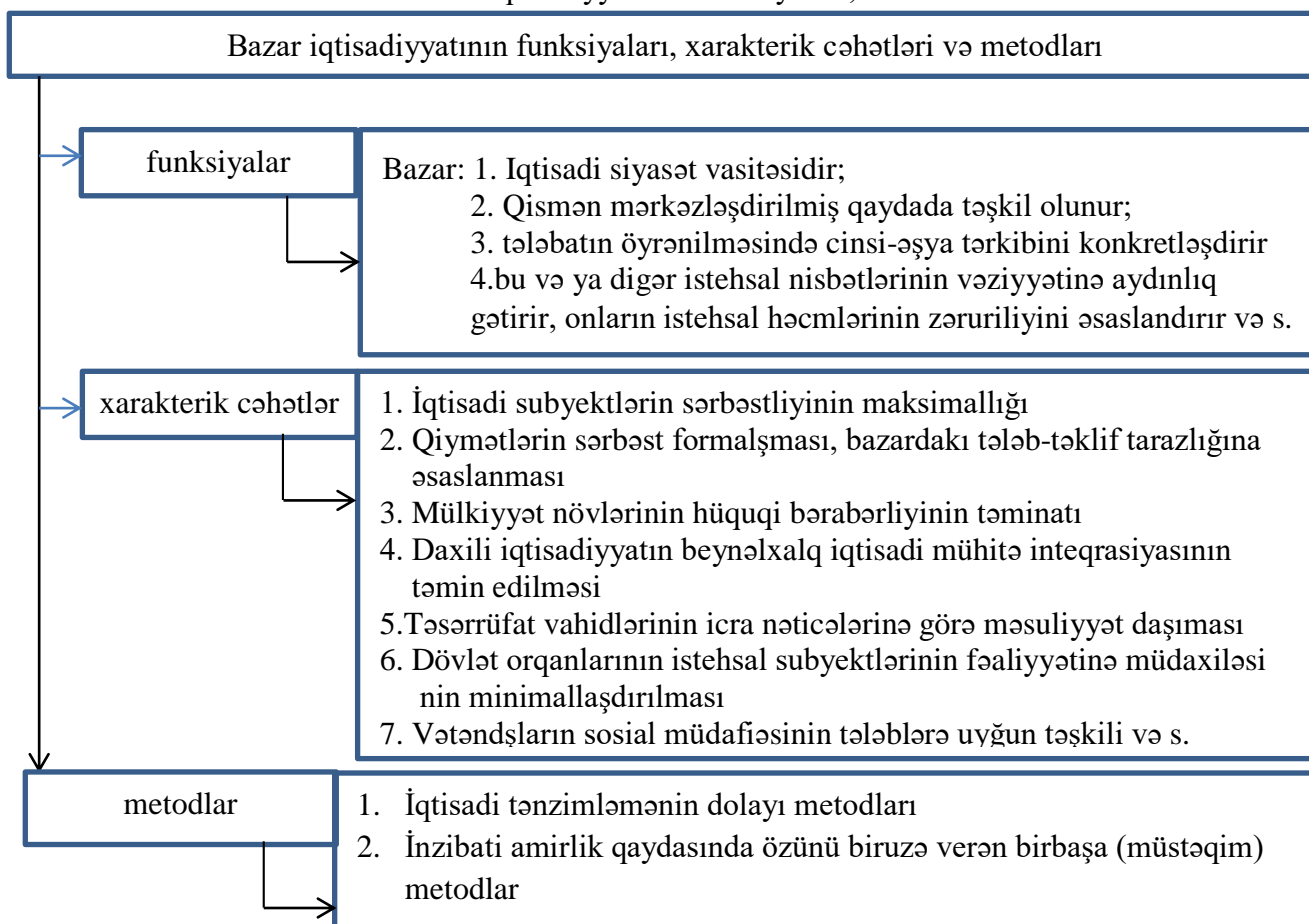 Bazar iqtisadiyyatının funksiyaları, xarakterik cəhətləri və metodları
funksiyalar
Bazar: 1. Iqtisadi siyasət vasitəsidir;
2. Qismən mərkəzləşdirilmiş qaydada təşkil olunur;
3. tələbatın öyrənilməsində cinsi-əşya tərkibini konkretləşdirir
4.bu və ya digər istehsal nisbətlərinin vəziyyətinə aydınlıq
gətirir, onların istehsal həcmlərinin zəruriliyini əsaslandırır və s.
xarakterik cəhətlər
1. İqtisadi subyektlərin sərbəstliyinin maksimallığı
2. Qiymətlərin sərbəst formalşması, bazardakı tələb-təklif tarazlığına
əsaslanması
3. Mülkiyyət növlərinin hüquqi bərabərliyinin təminatı
4. Daxili iqtisadiyyatın beynəlxalq iqtisadi mühitə inteqrasiyasının
təmin edilməsi
5.Təsərrüfat vahidlərinin icra nəticələrinə görə məsuliyyət daşıması
6. Dövlət orqanlarının istehsal subyektlərinin fəaliyyətinə müdaxiləsi
nin minimallaşdırılması
7. Vətəndşların sosial müdafiəsinin tələblərə uyğun təşkili və s.
metodlar
1. İqtisadi tənzimləmənin dolayı metodları
2. İnzibati amirlik qaydasında özünü biruzə verən birbaşa (müstəqim)
metodlar